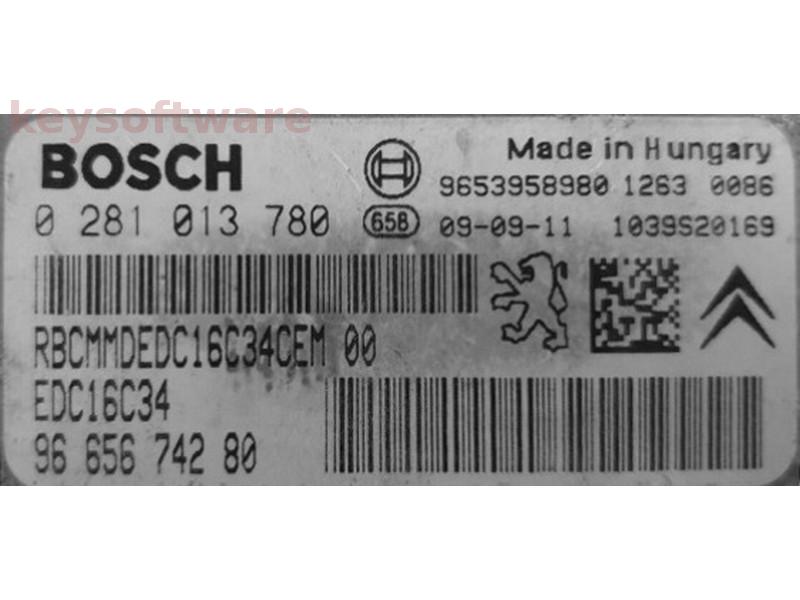 keysoftware
BOSCH
Made in Hungary
9653958980 1263 0086
0 281 013 780
658
09-09-11 1039S20169
RBCMMDEDC16C34CEM 00
EDC16C34
96 656 742 80